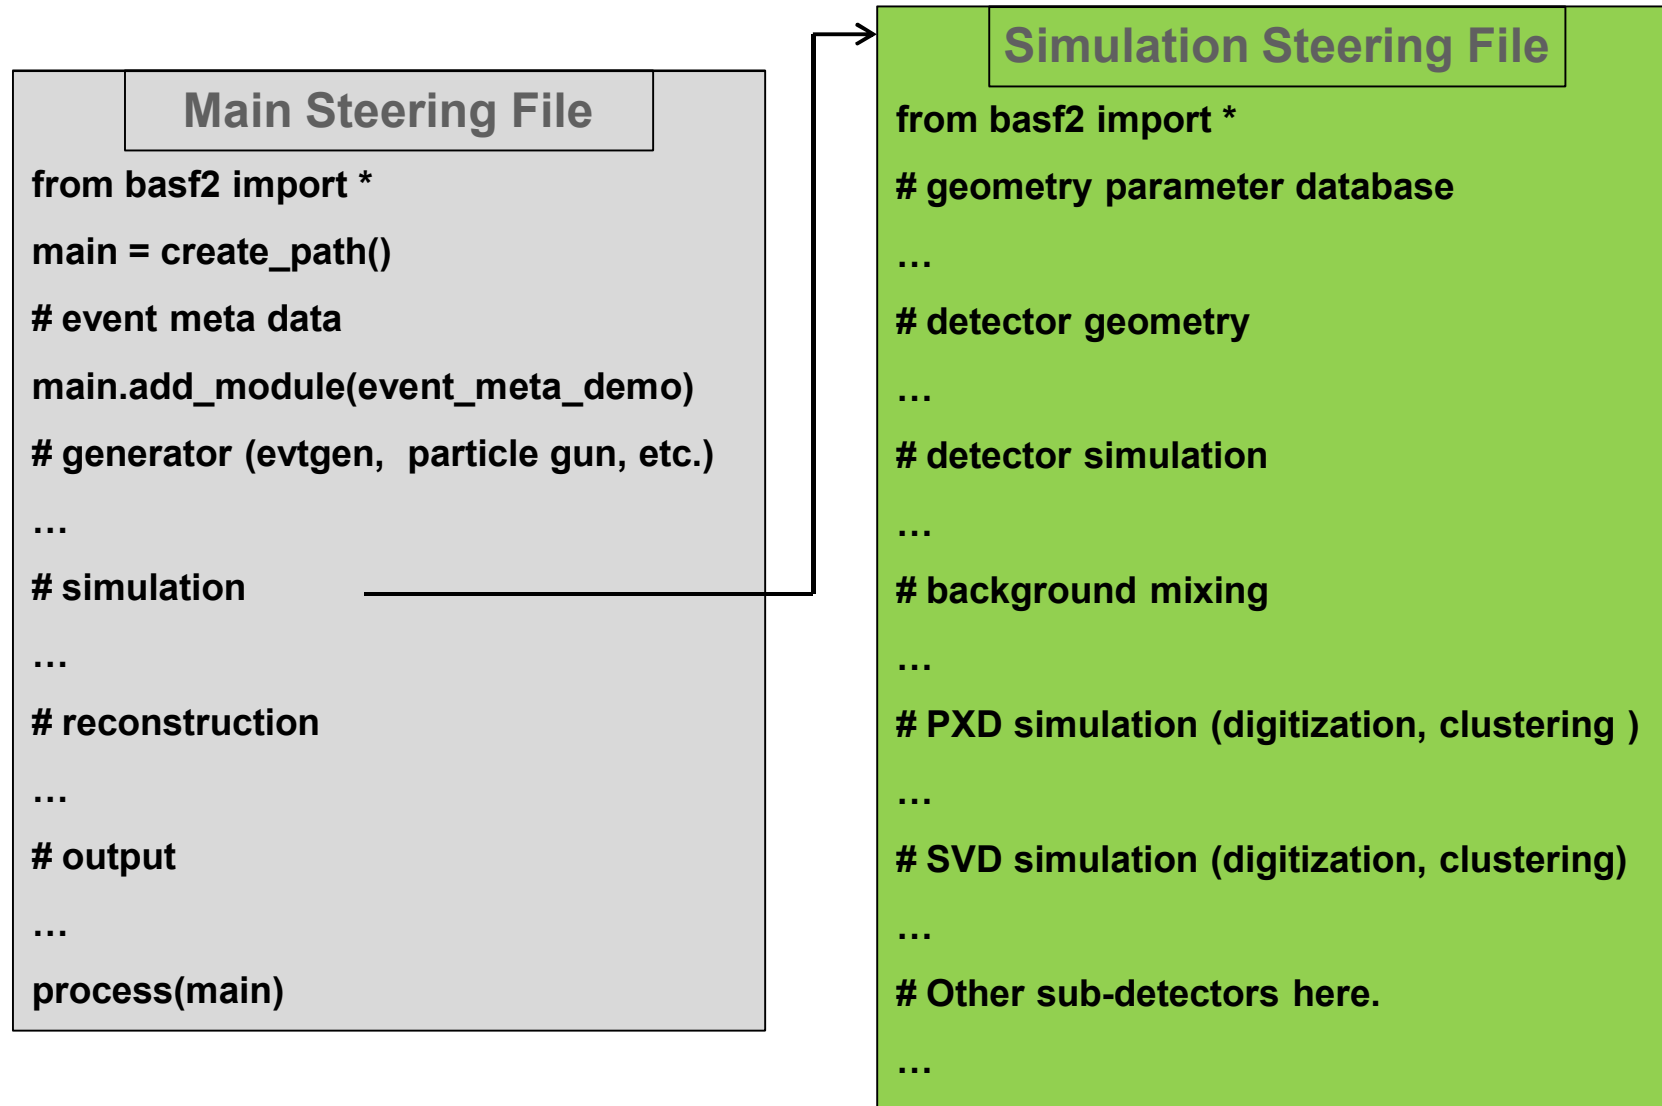 Main Steering File
from basf2 import *
main = create_path()
# event meta data
main.add_module(event_meta_demo)
# generator (evtgen, particle gun, etc.)
…
# simulation
…
# reconstruction
…
# output
…
process(main)
Simulation Steering File
from basf2 import *
# geometry parameter database
…
# detector geometry
…
# detector simulation
…
# background mixing
…
# PXD simulation (digitization, clustering )
…
# SVD simulation (digitization, clustering)
…
# Other sub-detectors here.
…